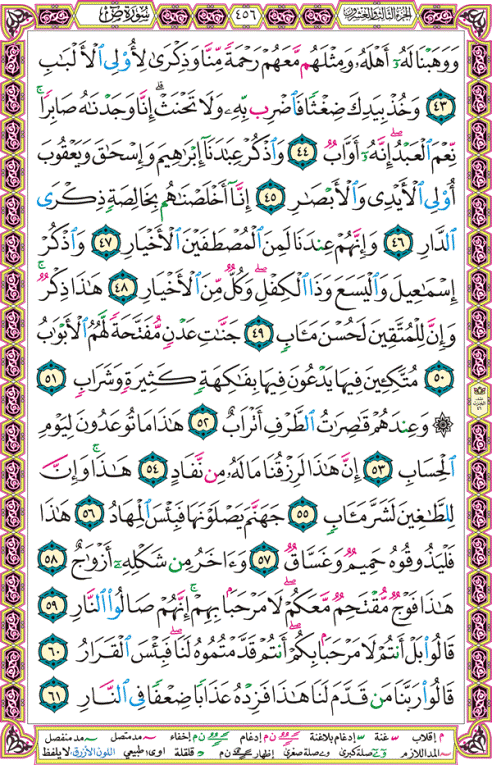 الجزء الثالث والعشرون ٤٥٦ سورة ص
وَوَهَبۡنَا لَهُۥٓ أَهۡلَهُۥ وَمِثۡلَهُم مَّعَهُمۡ رَحۡمَةٗ مِّنَّا وَذِكۡرَىٰ لِأُوْلِي ٱلۡأَلۡبَٰبِ
٤٣ وَخُذۡ بِيَدِكَ ضِغۡثٗا فَٱضۡرِب بِّهِۦ وَلَا تَحۡنَثۡۗ إِنَّا وَجَدۡنَٰهُ صَابِرٗاۚ
نِّعۡمَ ٱلۡعَبۡدُ إِنَّهُۥٓ أَوَّابٞ ٤٤ وَٱذۡكُرۡ عِبَٰدَنَآ إِبۡرَٰهِيمَ وَإِسۡحَٰقَ وَيَعۡقُوبَ
أُوْلِي ٱلۡأَيۡدِي وَٱلۡأَبۡصَٰرِ ٤٥ إِنَّآ أَخۡلَصۡنَٰهُم بِخَالِصَةٖ ذِكۡرَى
ٱلدَّارِ ٤٦ وَإِنَّهُمۡ عِندَنَا لَمِنَ ٱلۡمُصۡطَفَيۡنَ ٱلۡأَخۡيَارِ ٤٧ وَٱذۡكُرۡ
إِسۡمَٰعِيلَ وَٱلۡيَسَعَ وَذَا ٱلۡكِفۡلِۖ وَكُلّٞ مِّنَ ٱلۡأَخۡيَارِ ٤٨ هَٰذَا ذِكۡرٞۚ
وَإِنَّ لِلۡمُتَّقِينَ لَحُسۡنَ مَـَٔابٖ ٤٩ جَنَّٰتِ عَدۡنٖ مُّفَتَّحَةٗ لَّهُمُ ٱلۡأَبۡوَٰبُ
٥٠ مُتَّكِـِٔينَ فِيهَا يَدۡعُونَ فِيهَا بِفَٰكِهَةٖ كَثِيرَةٖ وَشَرَابٖ ٥١
۞ وَعِندَهُمۡ قَٰصِرَٰتُ ٱلطَّرۡفِ أَتۡرَابٌ ٥٢ هَٰذَا مَا تُوعَدُونَ لِيَوۡمِ
ٱلۡحِسَابِ ٥٣ إِنَّ هَٰذَا لَرِزۡقُنَا مَا لَهُۥ مِن نَّفَادٍ ٥٤ هَٰذَاۚ وَإِنَّ
لِلطَّٰغِينَ لَشَرَّ مَـَٔابٖ ٥٥ جَهَنَّمَ يَصۡلَوۡنَهَا فَبِئۡسَ ٱلۡمِهَادُ ٥٦ هَٰذَا
فَلۡيَذُوقُوهُ حَمِيمٞ وَغَسَّاقٞ ٥٧ وَءَاخَرُ مِن شَكۡلِهِۦٓ أَزۡوَٰجٌ ٥٨
هَٰذَا فَوۡجٞ مُّقۡتَحِمٞ مَّعَكُمۡ لَا مَرۡحَبَۢا بِهِمۡۚ إِنَّهُمۡ صَالُواْ ٱلنَّارِ ٥٩
قَالُواْ بَلۡ أَنتُمۡ لَا مَرۡحَبَۢا بِكُمۡۖ أَنتُمۡ قَدَّمۡتُمُوهُ لَنَاۖ فَبِئۡسَ ٱلۡقَرَارُ ٦٠
قَالُواْ رَبَّنَا مَن قَدَّمَ لَنَا هَٰذَا فَزِدۡهُ عَذَابٗا ضِعۡفٗا فِي ٱلنَّارِ ٦١
م إقلاب غنة إدغام بلاغنة ن م إدغام ن م إخفاء مد متصل مد منفصل
المد اللازم صلة كبرى صلة صغرى إظهار ن م قلقلة اوى طبيعي اللون الأزرق لا يلفظ